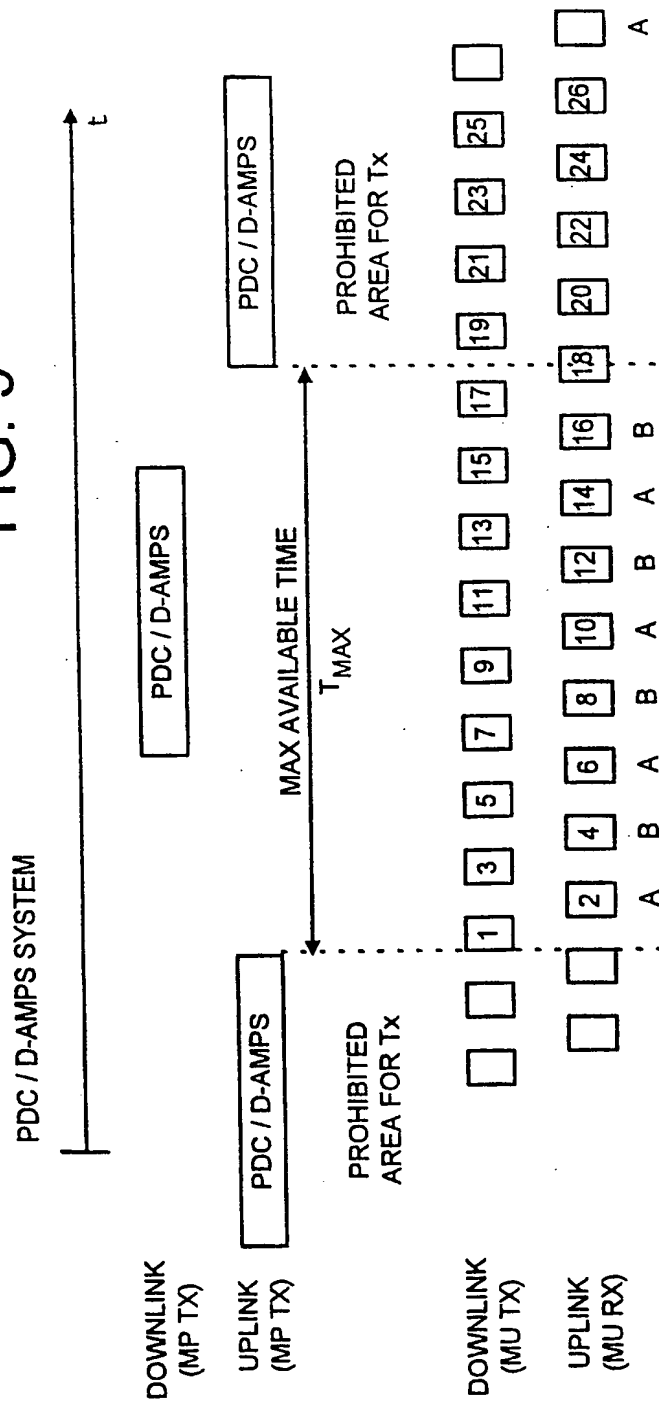 FIG.
PDC / D-AMPS SYSTEM
t
DOWNLINK
(MP TX)
PDC / D-AMPS
UPLINK
(MP TX)
PDC / D-AMPS
PDC / D-AMPS
MAX AVAILABLE TIME
TMAX
PROHIBITED
AREA FOR Tx
PROHIBITED
AREA FOR Tx
DOWNLINK
(MU TX)
1 3 5 7 9 11 13 15 17 19 21 23 25
UPLINK
(MU RX)
2 4 6 8 10 12 14 16 18 20 22 24 26
A B A B A B A B A